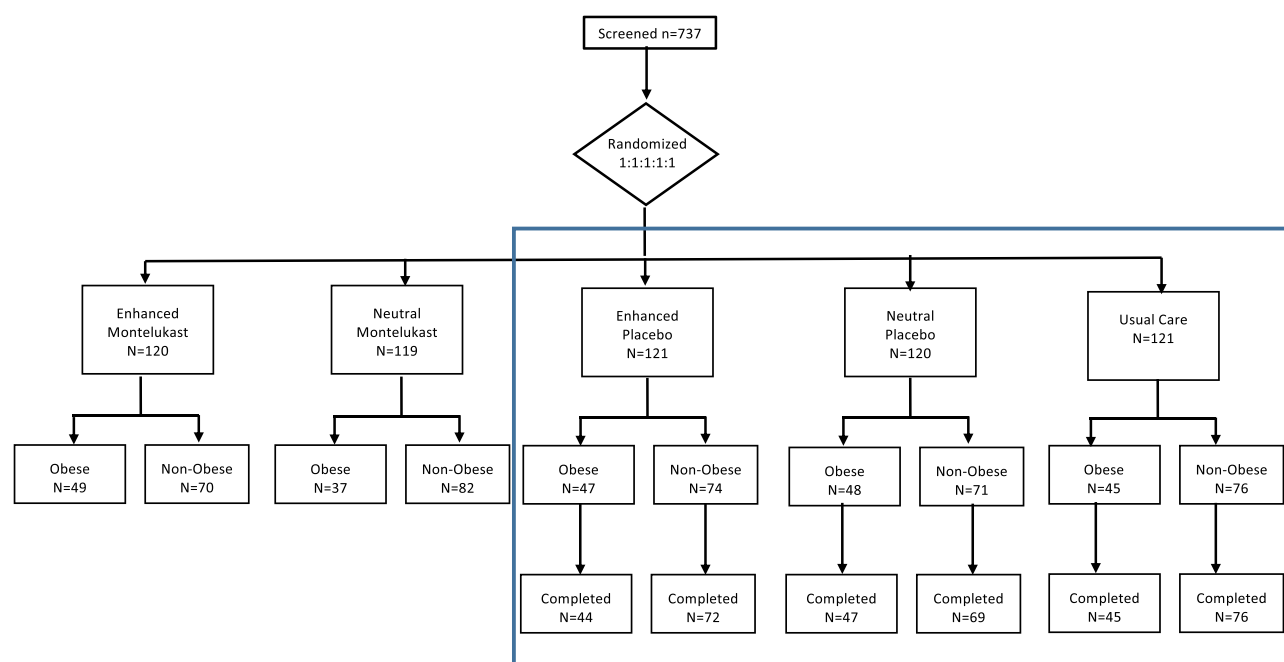 Screened n=737
Randomized
1:1:1:1:1
Enhanced
Montelukast
N=120
Neutral
Montelukast
N=119
Enhanced
Placebo
N=121
Neutral
Placebo
N=120
Usual Care
N=121
Obese
N=49
Non-Obese
N=70
Obese
N=37
Non-Obese
N=82
Obese
N=47
Non-Obese
N=74
Obese
N=48
Non-Obese
N=71
Obese
N=45
Non-Obese
N=76
Completed
N=44
Completed
N=72
Completed
N=47
Completed
N=69
Completed
N=45
Completed
N=76